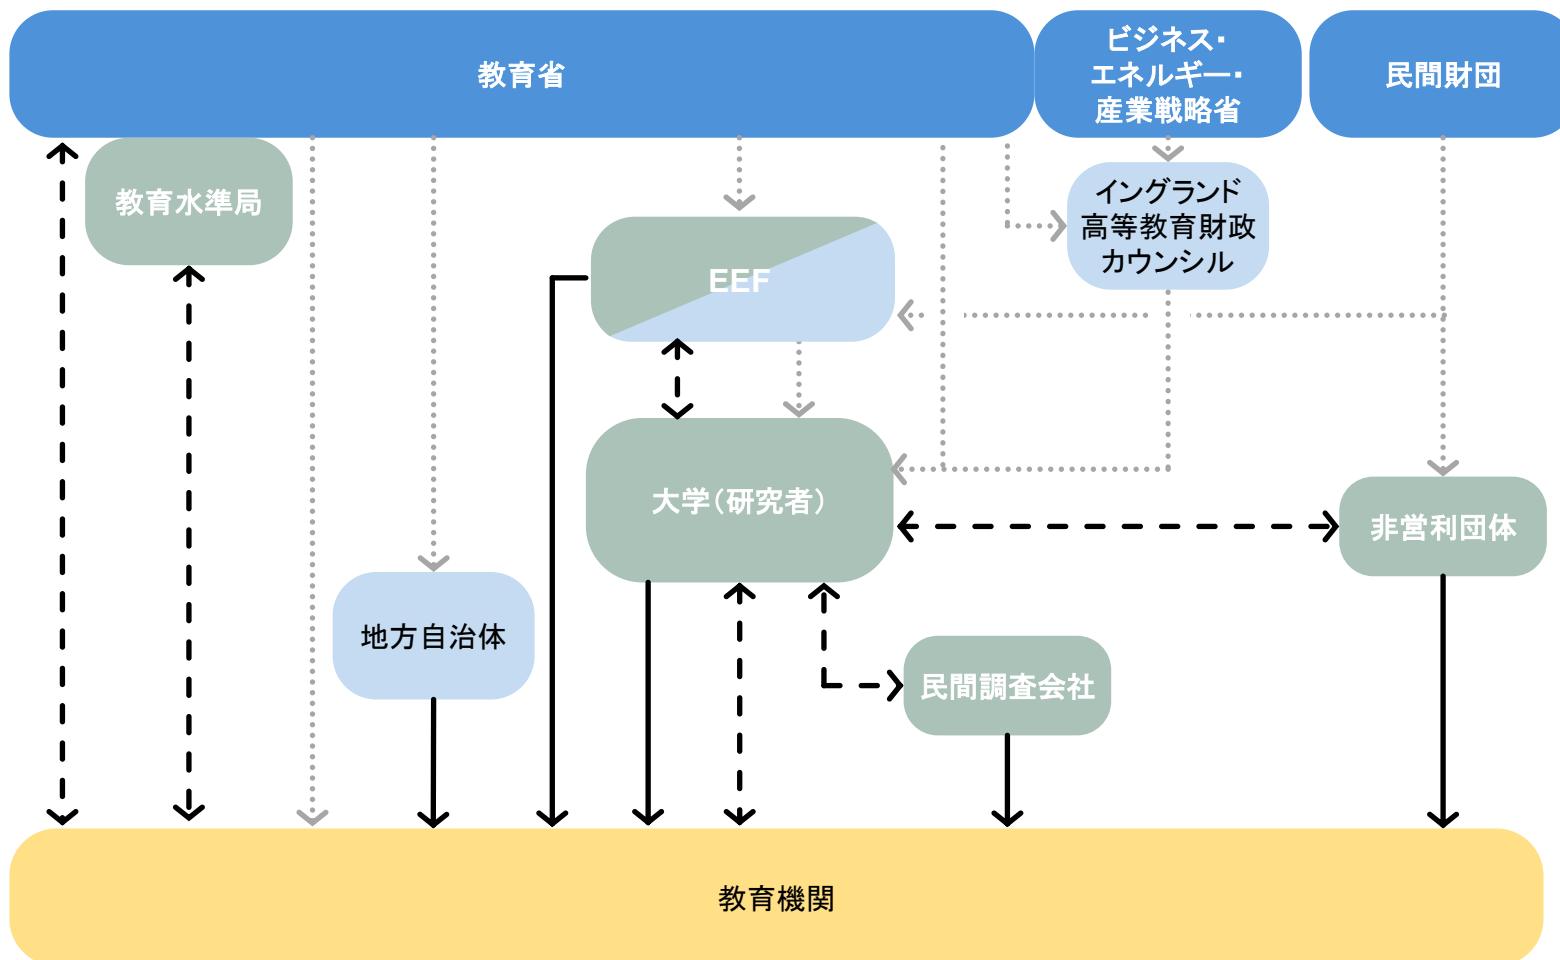 教育省
ビジネス・
エネルギー・
産業戦略省
民間財団
教育水準局
イングランド
高等教育財政
カウンシル
EEF
大学（研究者）
非営利団体
地方自治体
民間調査会社
教育機関